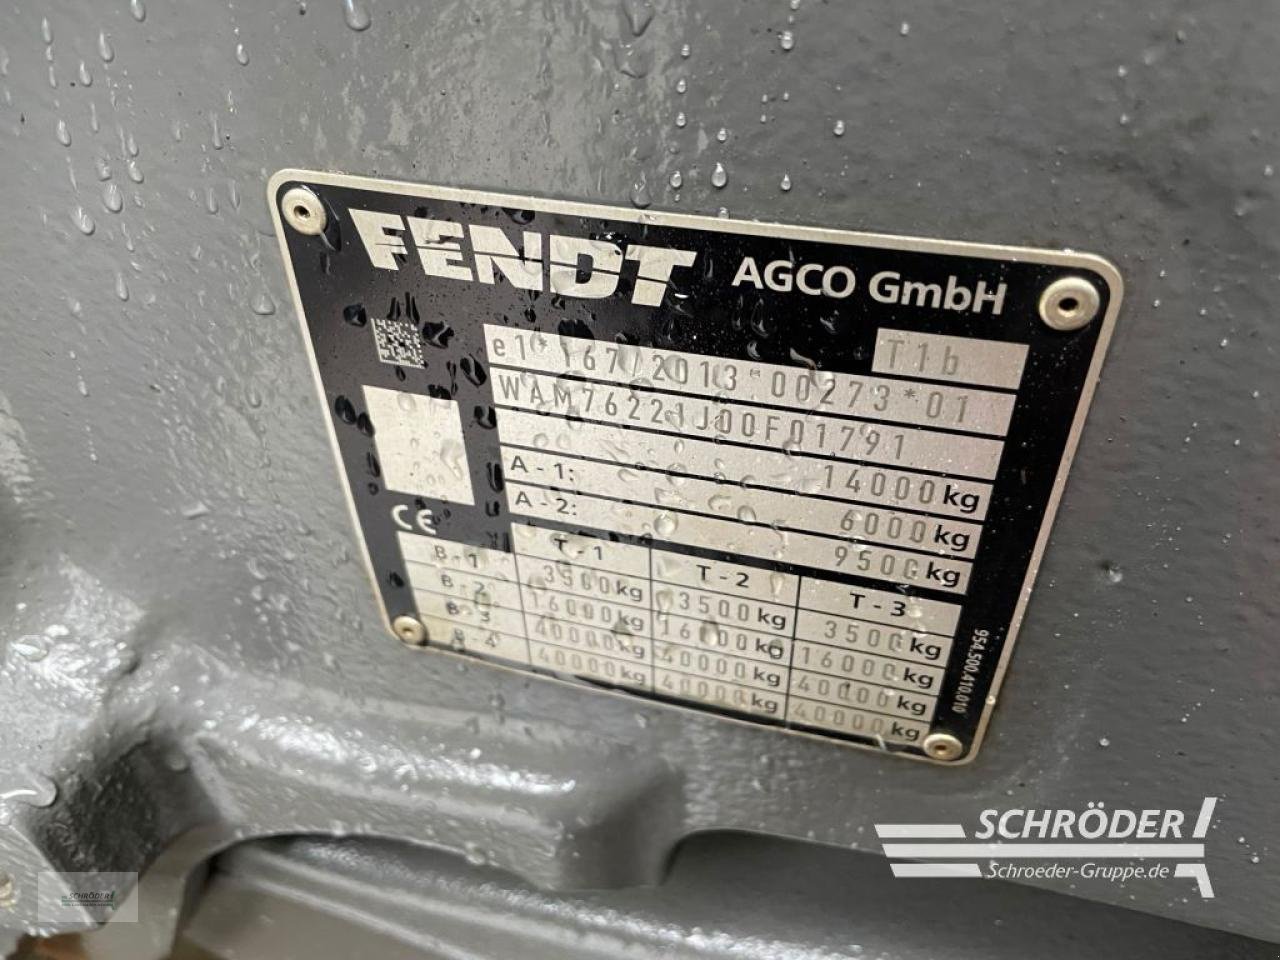 FENDT AGCO GmbH
T1b
e1*167/2013*00273*01
WAM76221J00F01791
14000kg
A-1: 6000kg
A-2: 9500kg
CE
T-1 T-2 T-3
B-1 3500kg 3500kg 3500kg
B-2 16000kg 16000kg 16000kg
B-3 40000kg 40000kg 40000kg
B-4 40000kg 40000kg 40000kg
954.500.410.010
SCHRÖDER
Schroeder-Gruppe.de
SCHRÖDER